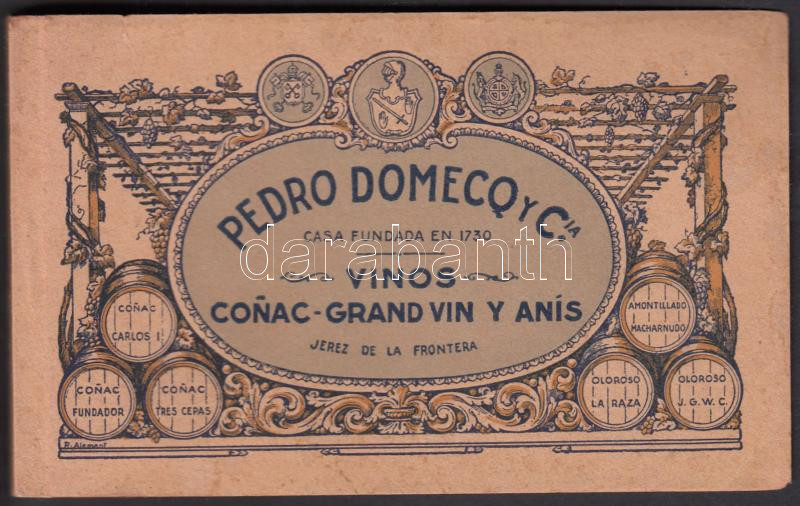 PEDRO DOMECQ Y CIA
CASA FUNDADA EN 1730
VINOS
COÑAC-GRAND VIN Y ANÍS
JEREZ DE LA FRONTERA
COÑAC
CARLOS I
COÑAC
FUNDADOR
COÑAC
TRES CEPAS
AMONTILLADO
MACHARNUDO
OLOROSO
LA RAZA
OLOROSO
J.G.W.C.
darabanth